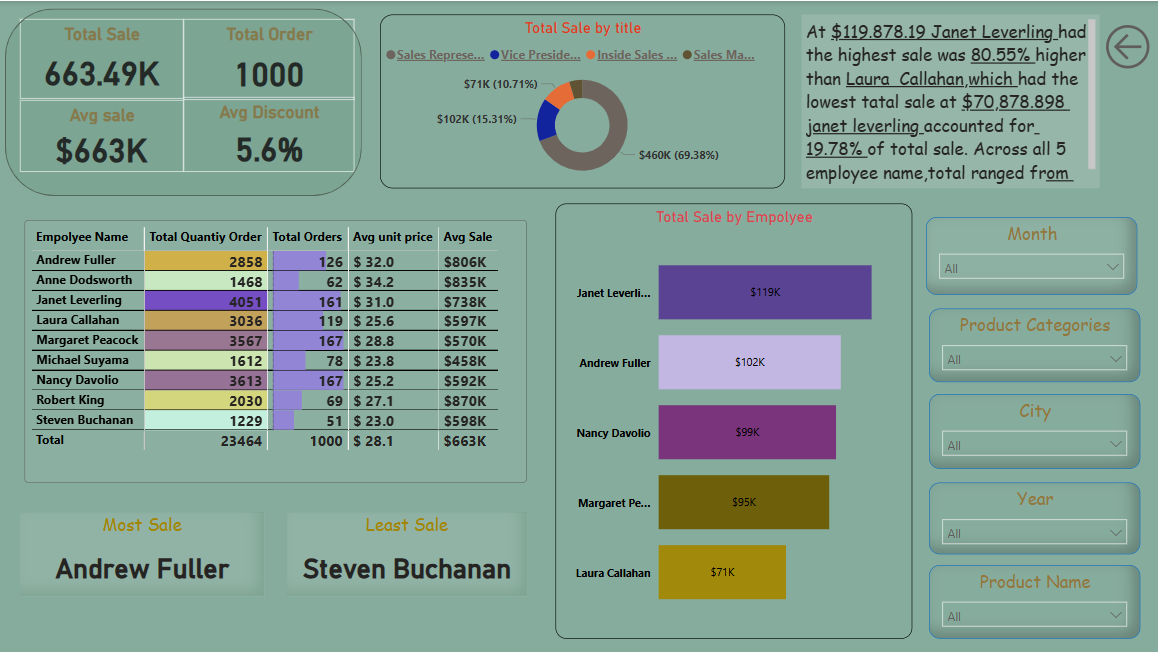 Total Sale
663.49K
Total Order
1000
Avg sale
$663K
Avg Discount
5.6%
Total Sale by title
Sales Represe... Vice Preside... Inside Sales ... Sales Ma...
$71K (10.71%)
$102K (15.31%)
$460K (69.38%)
At $119.878.19 Janet Leverling had
the highest sale was 80.55% higher
than Laura Callahan,which had the
lowest tatal sale at $70,878.898
janet leverling accounted for
19.78% of total sale. Across all 5
employee name,total ranged from
Empolyee Name Total Quantiy Order Total Orders Avg unit price Avg Sale
Andrew Fuller 2858 126 $ 32.0 $806K
Anne Dodsworth 1468 62 $ 34.2 $835K
Janet Leverling 4051 161 $ 31.0 $738K
Laura Callahan 3036 119 $ 25.6 $597K
Margaret Peacock 3567 167 $ 28.8 $570K
Michael Suyama 1612 78 $ 23.8 $458K
Nancy Davolio 3613 167 $ 25.2 $592K
Robert King 2030 69 $ 27.1 $870K
Steven Buchanan 1229 51 $ 23.0 $598K
Total 23464 1000 $ 28.1 $663K
Most Sale
Andrew Fuller
Least Sale
Steven Buchanan
Total Sale by Empolyee
Janet Leverli... $119K
Andrew Fuller $102K
Nancy Davolio $99K
Margaret Pe... $95K
Laura Callahan $71K
Month
All
Product Categories
All
City
All
Year
All
Product Name
All